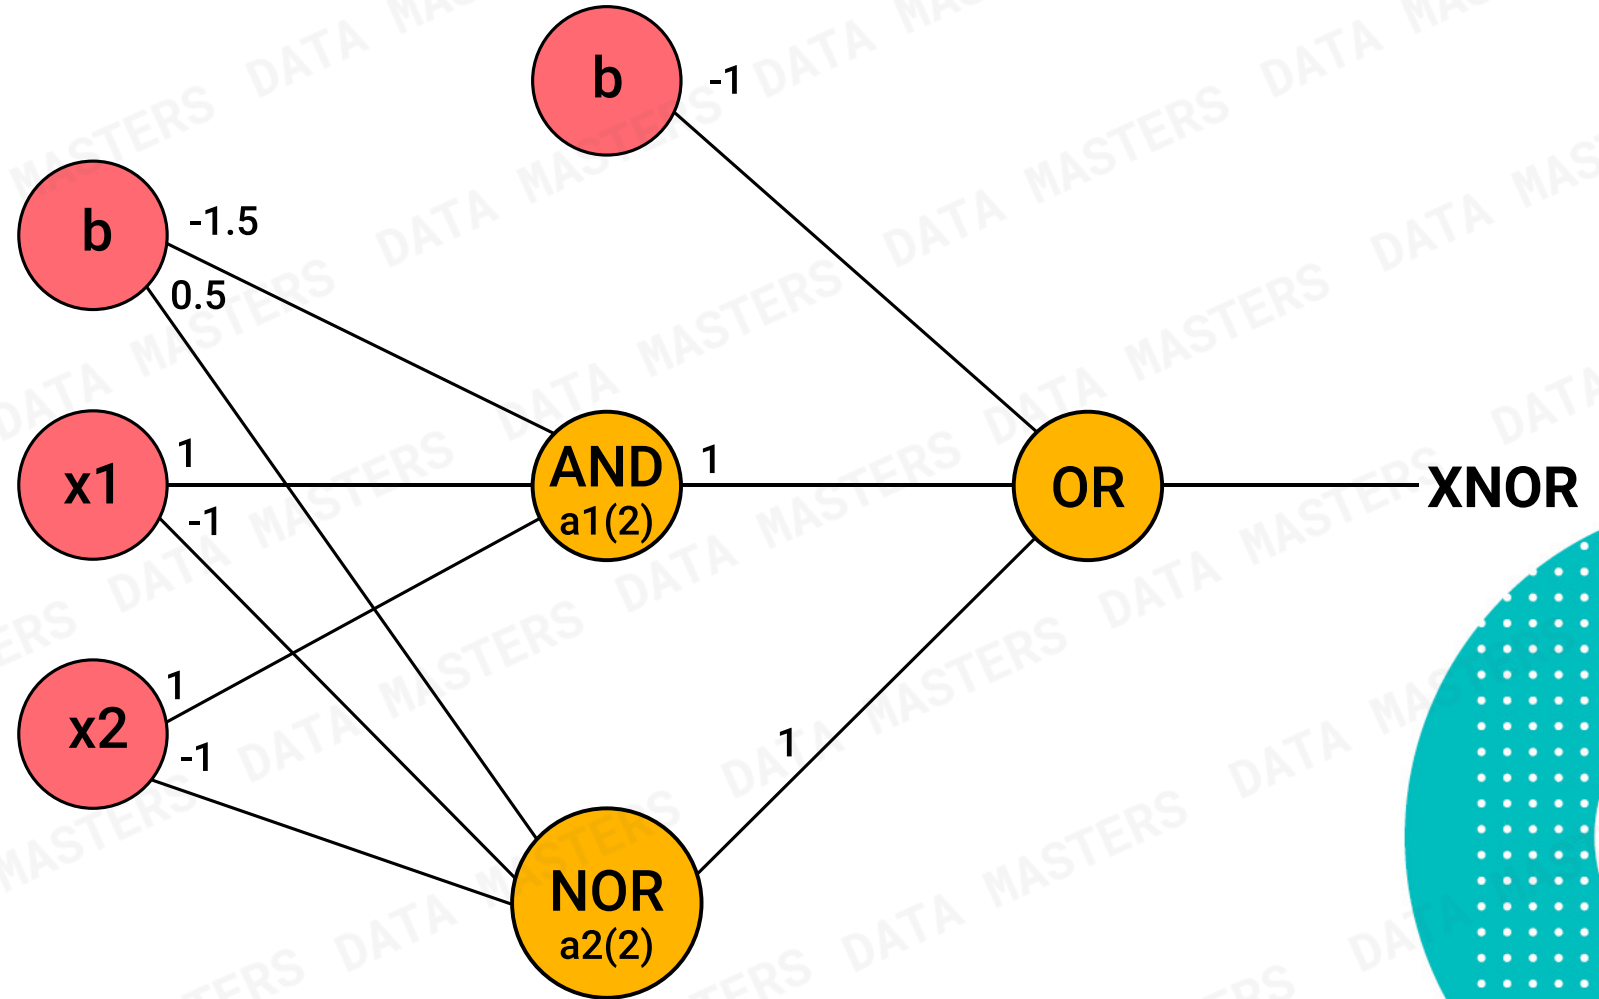 b
-1
b
-1.5
0.5
x1
1
-1
AND
a1(2)
1
OR
XNOR
x2
1
-1
1
NOR
a2(2)
DATA MASTERS